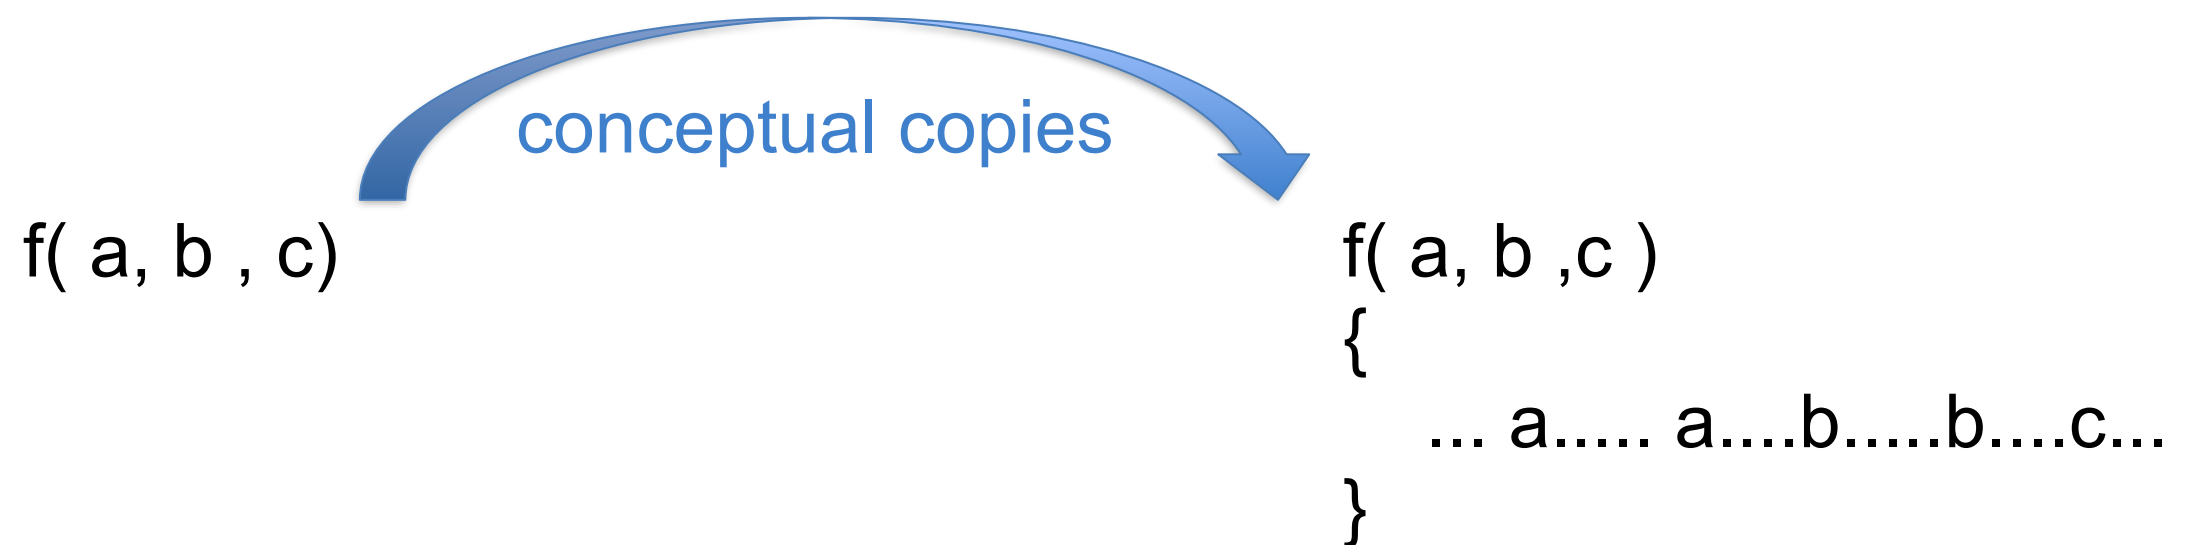 conceptual copies
f( a, b , c)
f( a, b ,c )
{
... a..... a....b.....b....c...
}